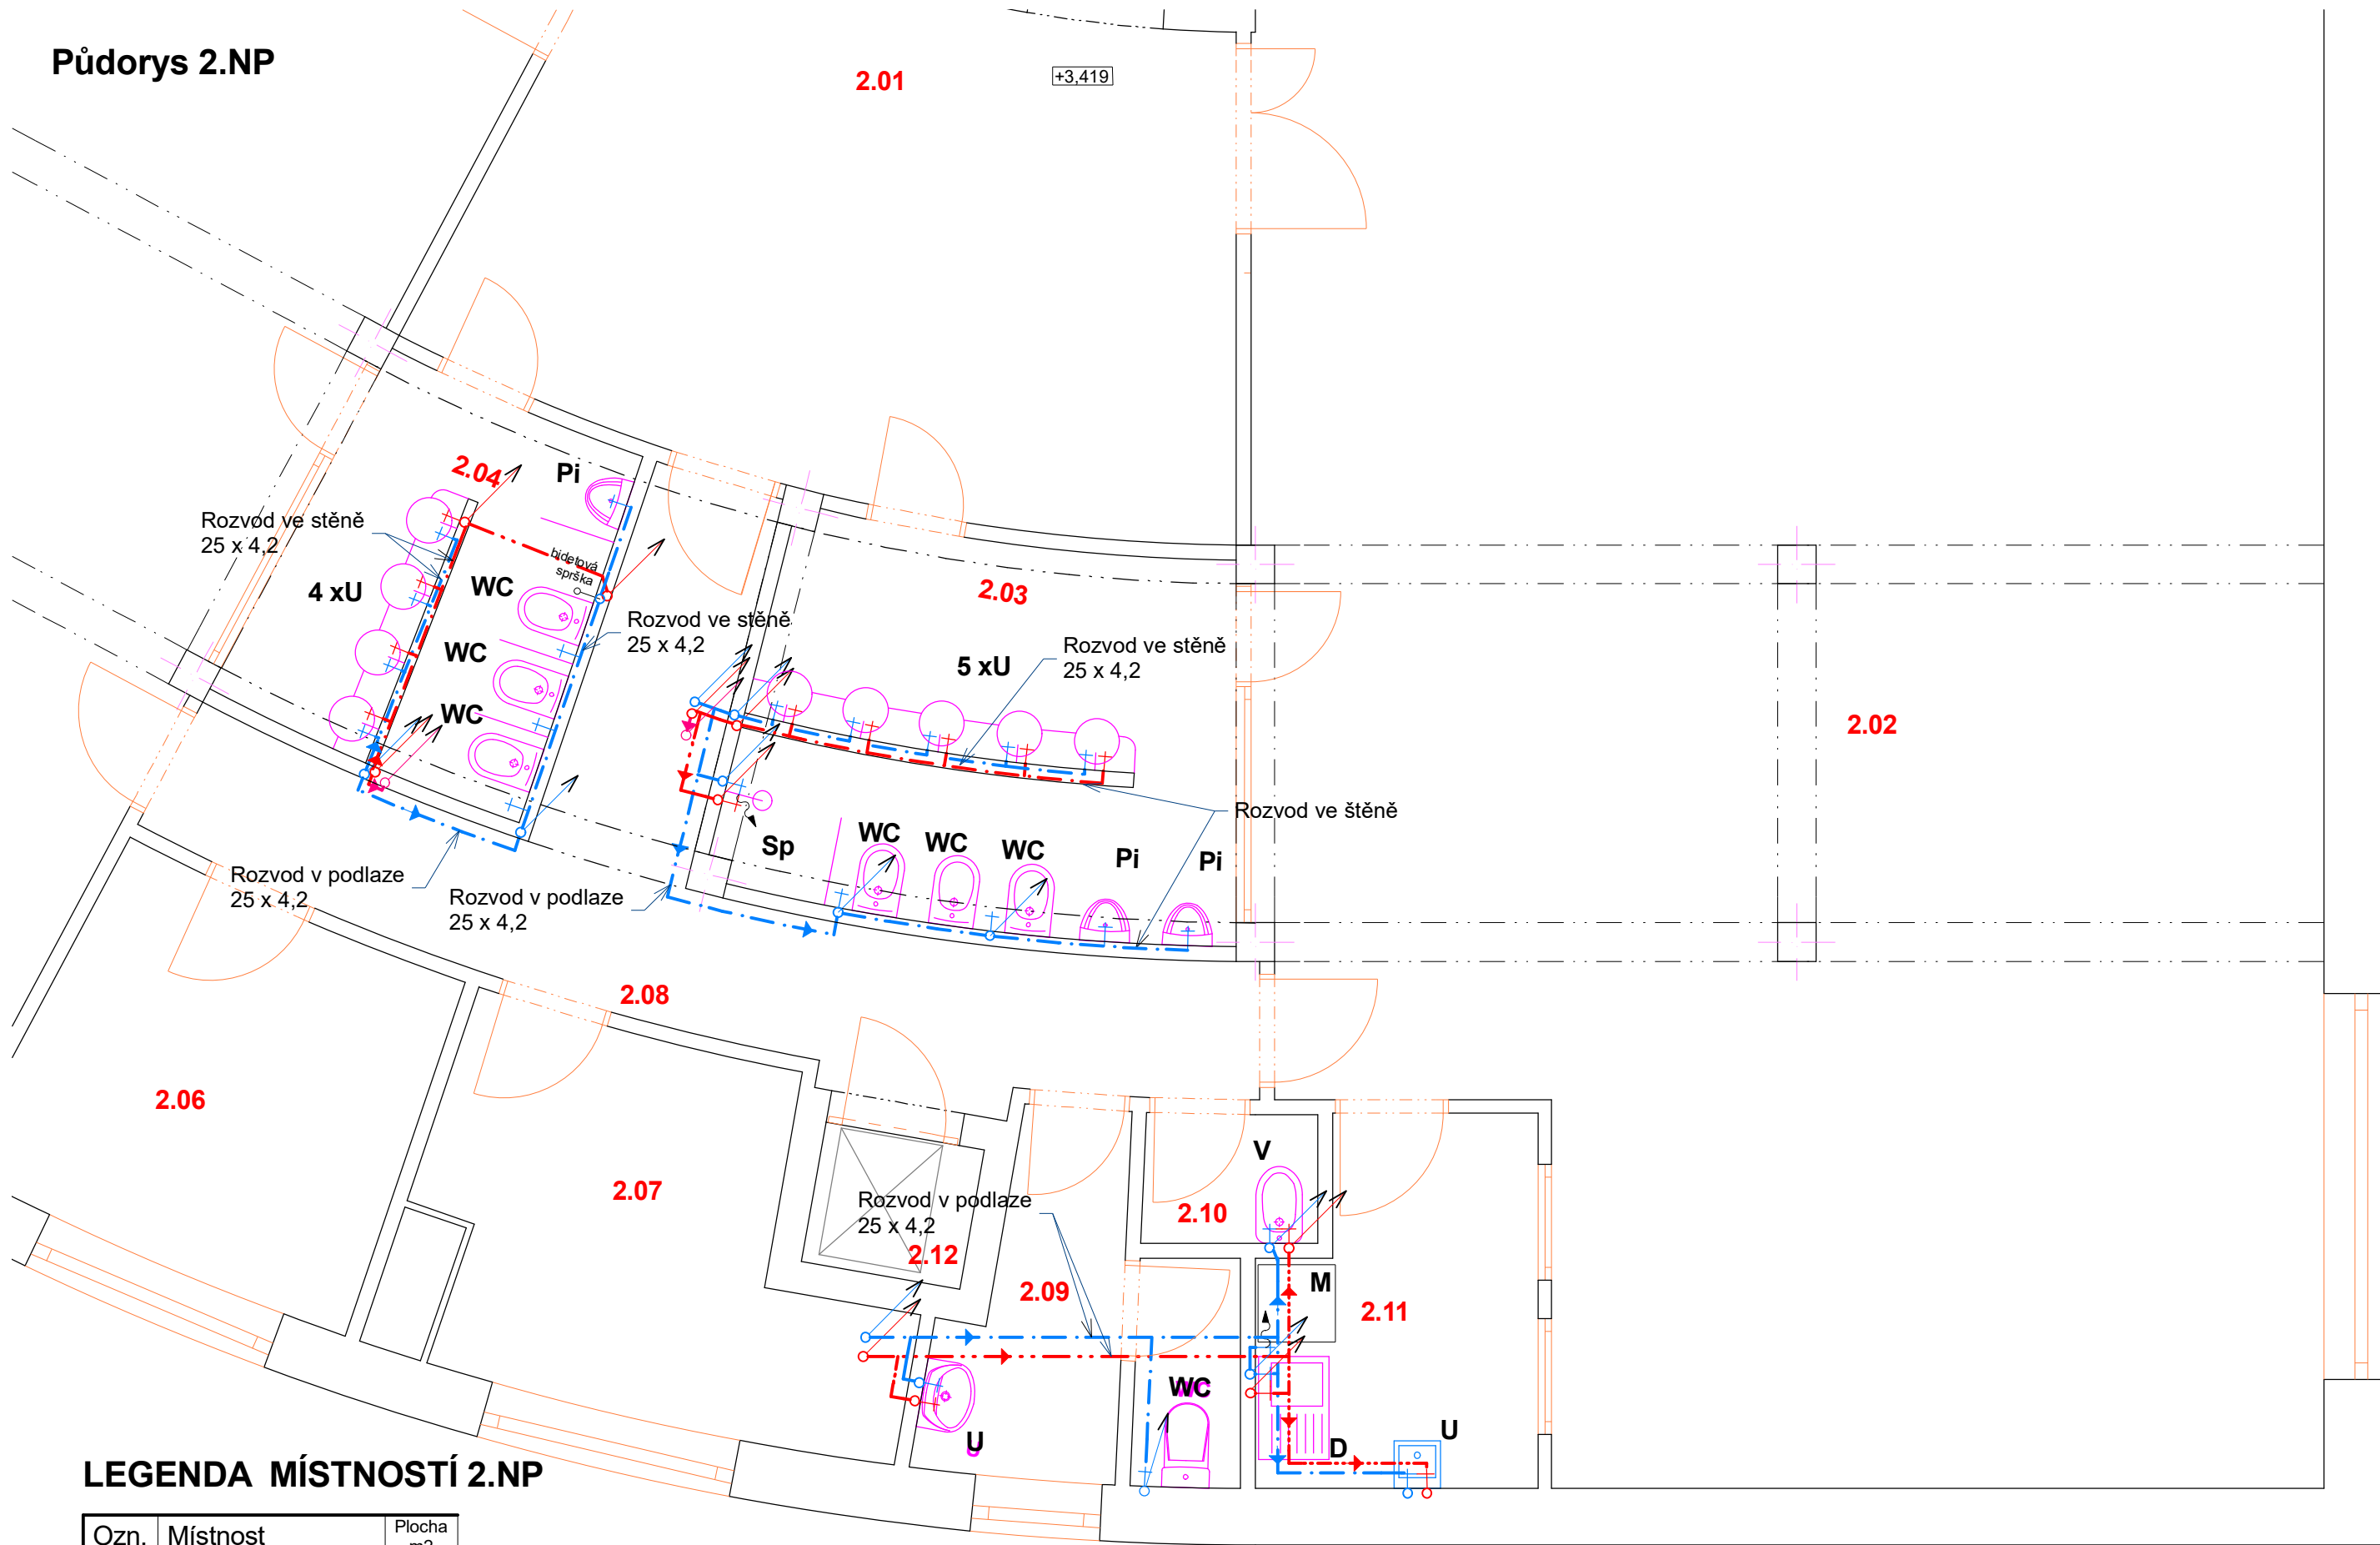 Půdorys 2.NP
2.01
+3,419
2.04
Pi
Rozvod ve stěně
25 x 4,2
bidetová
sprška
4 xU
WC
WC
WC
Rozvod ve stěně
25 x 4,2
2.03
5 xU
Rozvod ve stěně
25 x 4,2
2.02
Rozvod ve štěně
Sp
WC
WC
WC
Pi
Pi
Rozvod v podlaze
25 x 4,2
Rozvod v podlaze
25 x 4,2
2.08
2.06
2.07
Rozvod v podlaze
25 x 4,2
2.12
2.09
V
2.10
M
2.11
WC
U
D
U
LEGENDA MÍSTNOSTÍ 2.NP
Ozn.
Místnost
Plocha
m2